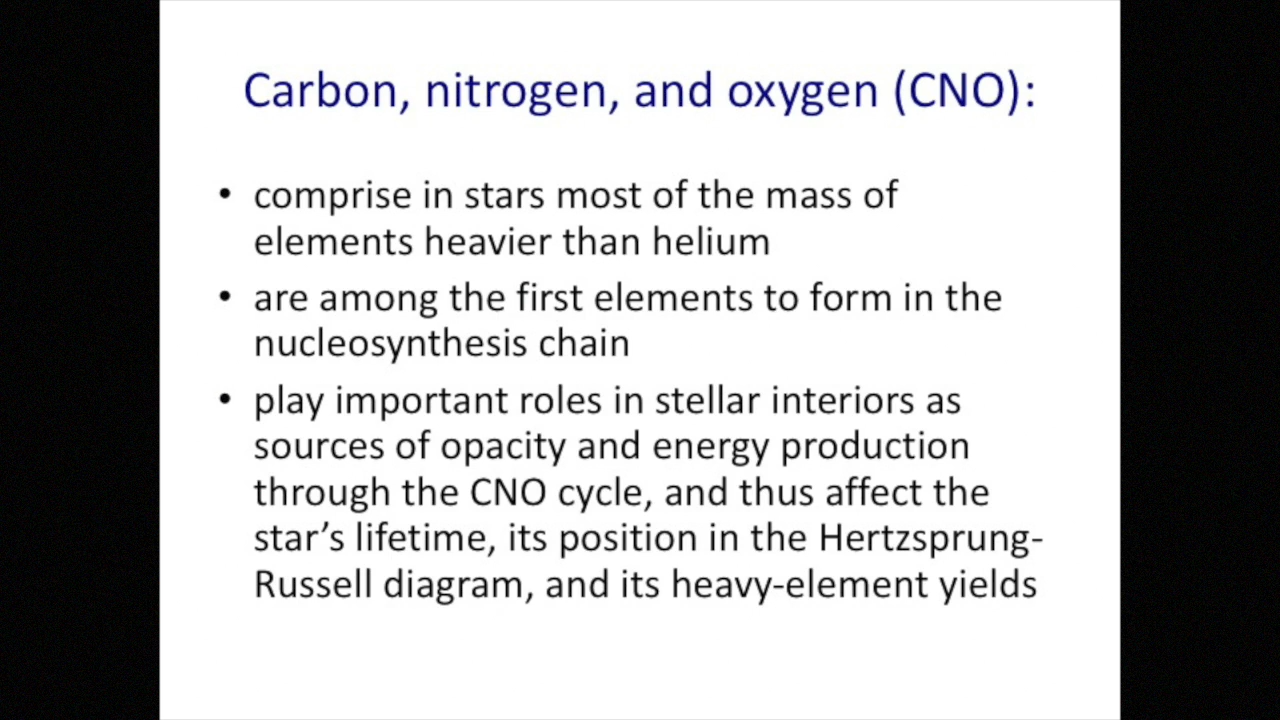 Carbon, nitrogen, and oxygen (CNO):
• comprise in stars most of the mass of
elements heavier than helium
• are among the first elements to form in the
nucleosynthesis chain
• play important roles in stellar interiors as
sources of opacity and energy production
through the CNO cycle, and thus affect the
star’s lifetime, its position in the Hertzsprung-
Russell diagram, and its heavy-element yields